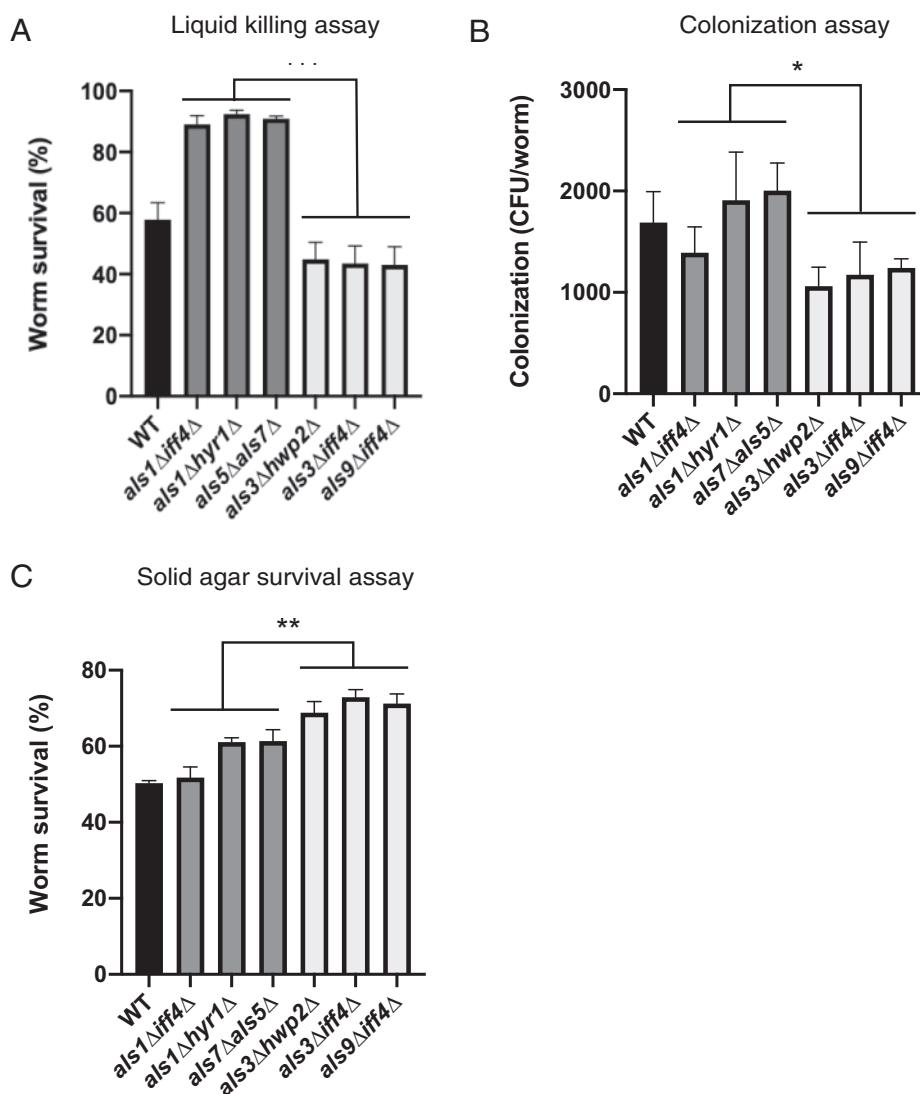 A
Liquid killing assay
Worm survival (%)
100
80
60
40
20
0
...
WT
als1Δiff4Δ
als1Δhyr1Δ
als5Δals7Δ
als3Δhwp2Δ
als3Δiff4Δ
als9Δiff4Δ
B
Colonization assay
Colonization (CFU/worm)
3000
2000
1000
0
*
WT
als1Δiff4Δ
als1Δhyr1Δ
als7Δals5Δ
als3Δhwp2Δ
als3Δiff4Δ
als9Δiff4Δ
C
Solid agar survival assay
Worm survival (%)
80
60
40
20
0
**
WT
als1Δiff4Δ
als1Δhyr1Δ
als7Δals5Δ
als3Δhwp2Δ
als3Δiff4Δ
als9Δiff4Δ